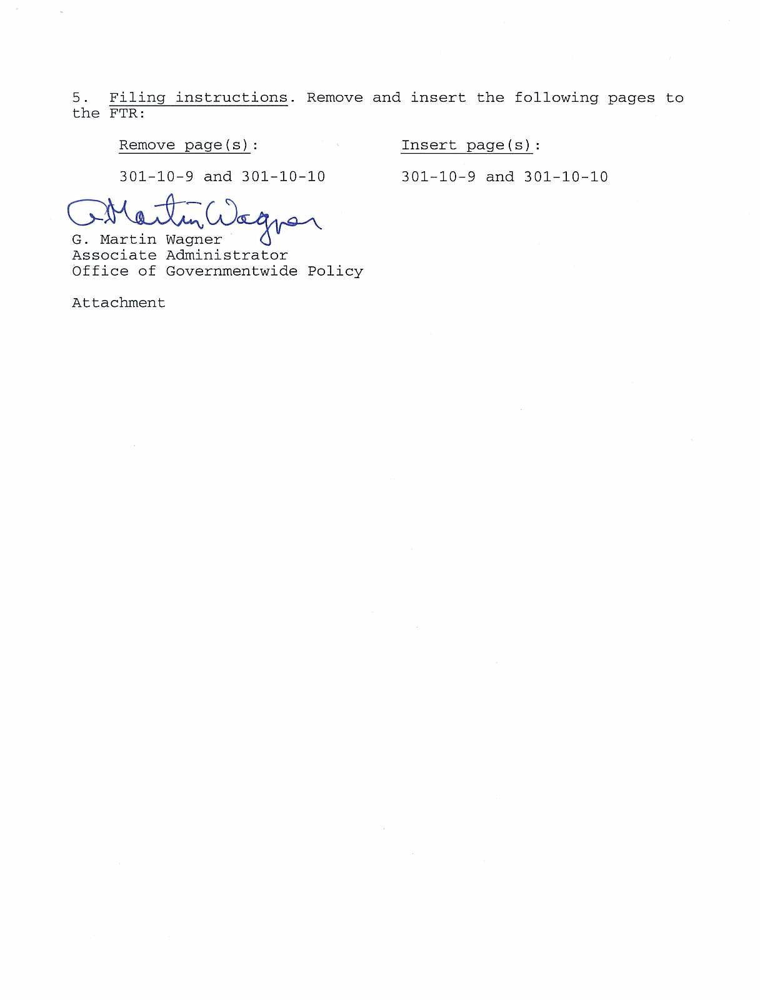 5. Filing instructions. Remove and insert the following pages to
the FTR:
Remove page(s): Insert page(s):
301-10-9 and 301-10-10 301-10-9 and 301-10-10
G Martin Wagner
G. Martin Wagner
Associate Administrator
Office of Governmentwide Policy
Attachment